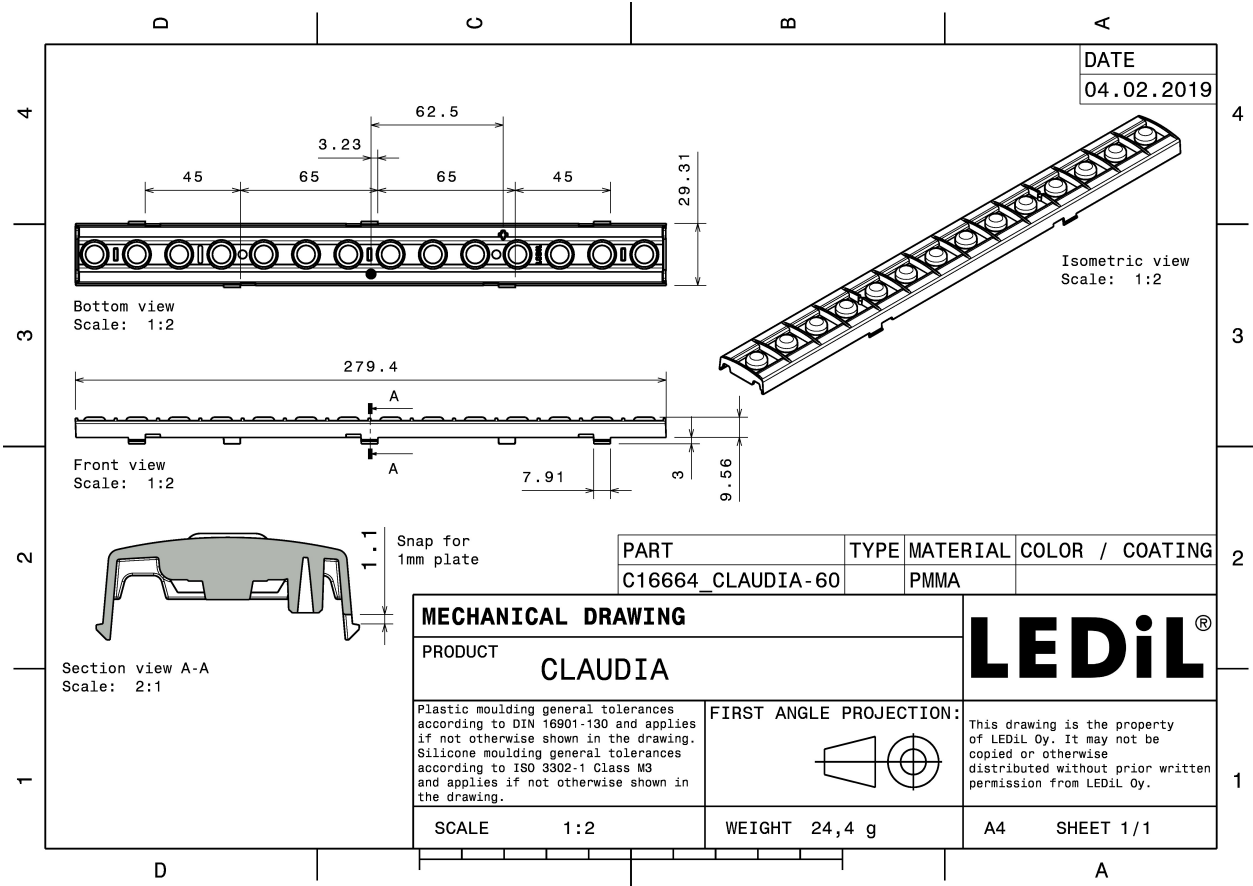 D
C
B
A
DATE
04.02.2019
4
4
62.5
3.23
45
65
65
45
29.31
Bottom view
Scale: 1:2
Isometric view
Scale: 1:2
3
3
279.4
A
A
Front view
Scale: 1:2
7.91
3
9.56
2
2
1.1
Snap for
1mm plate
Section view A-A
Scale: 2:1
PART TYPE MATERIAL COLOR / COATING
C16664_CLAUDIA-60 PMMA
MECHANICAL DRAWING
LEDiL®
PRODUCT
CLAUDIA
Plastic moulding general tolerances
according to DIN 16901-130 and applies
if not otherwise shown in the drawing.
Silicone moulding general tolerances
according to ISO 3302-1 Class M3
and applies if not otherwise shown in
the drawing.
FIRST ANGLE PROJECTION:
This drawing is the property
of LEDiL Oy. It may not be
copied or otherwise
distributed without prior written
permission from LEDiL Oy.
1
1
SCALE 1:2
WEIGHT 24,4 g
A4 SHEET 1/1
D
A